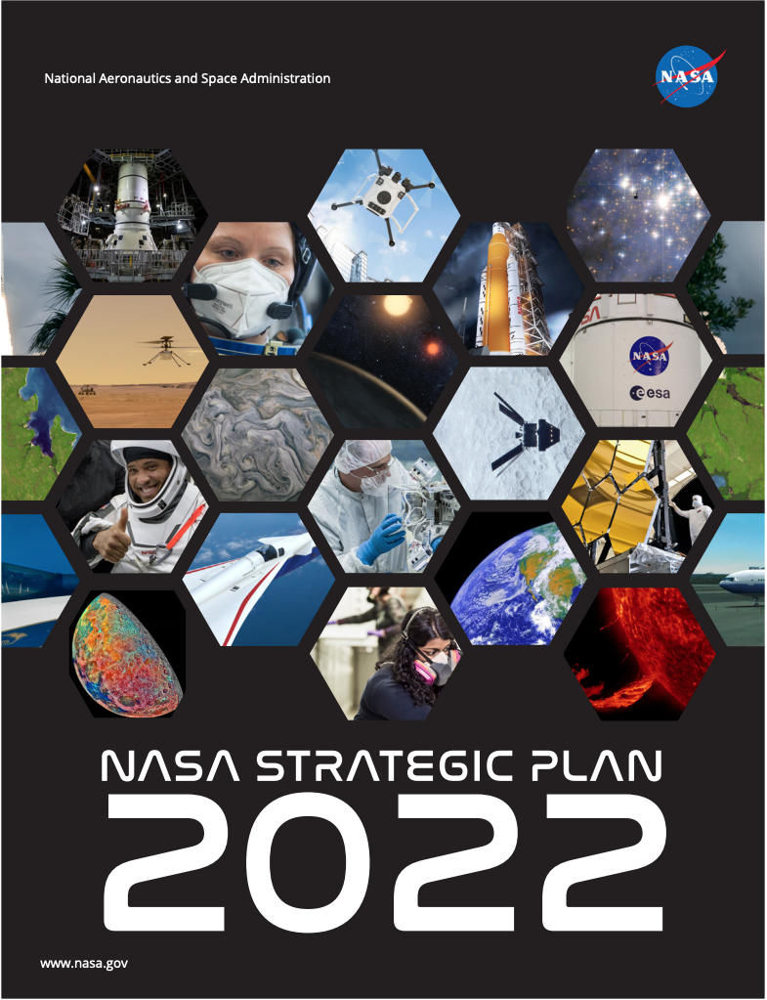 National Aeronautics and Space Administration
NASA
NASA
esa
NASA STRATEGIC PLAN
2022
www.nasa.gov